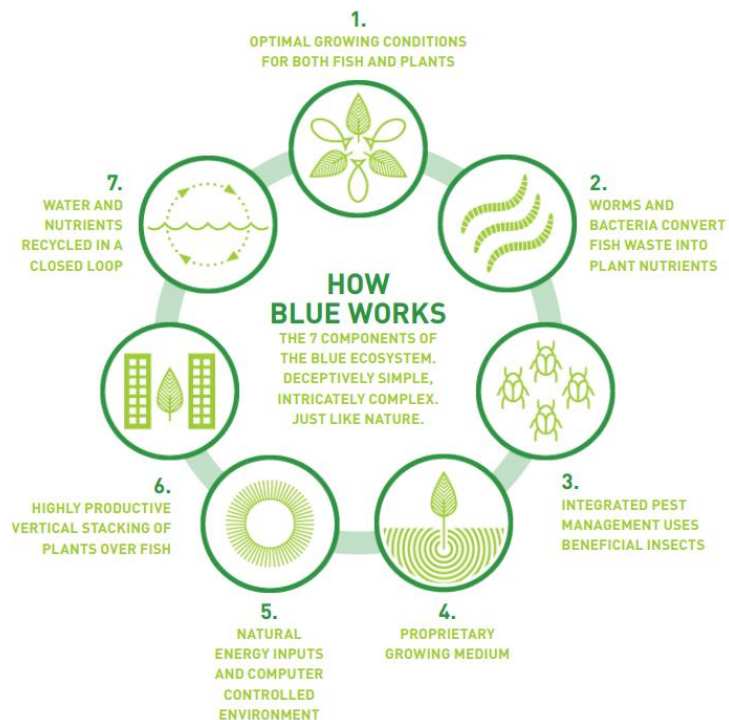 1.
OPTIMAL GROWING CONDITIONS
FOR BOTH FISH AND PLANTS
2.
WORMS AND
BACTERIA CONVERT
FISH WASTE INTO
PLANT NUTRIENTS
3.
INTEGRATED PEST
MANAGEMENT USES
BENEFICIAL INSECTS
4.
PROPRIETARY
GROWING MEDIUM
5.
NATURAL
ENERGY INPUTS
AND COMPUTER
CONTROLLED
ENVIRONMENT
6.
HIGHLY PRODUCTIVE
VERTICAL STACKING OF
PLANTS OVER FISH
7.
WATER AND
NUTRIENTS
RECYCLED IN A
CLOSED LOOP
HOW
BLUE WORKS
THE 7 COMPONENTS OF
THE BLUE ECOSYSTEM.
DECEPTIVELY SIMPLE,
INTRICATELY COMPLEX.
JUST LIKE NATURE.